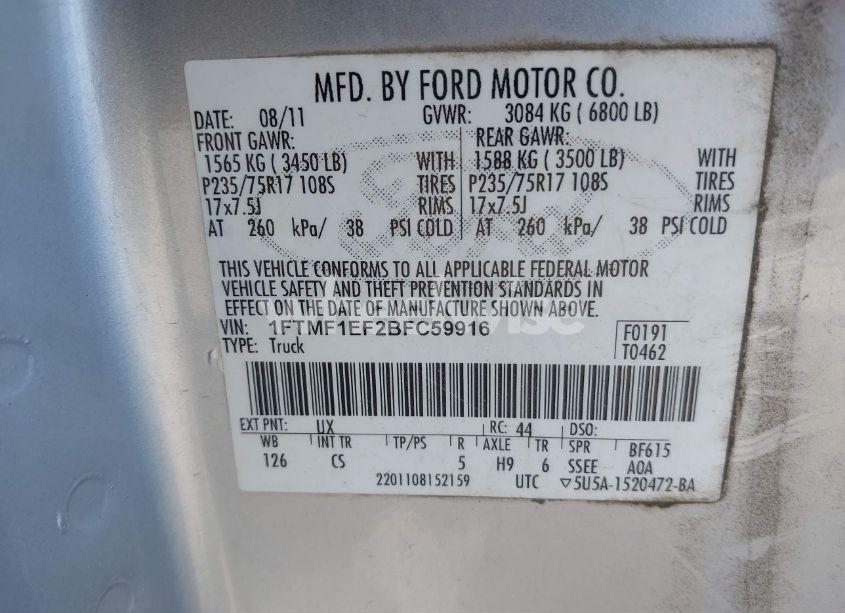 MFD. BY FORD MOTOR CO.
DATE: 08/11 GVWR: 3084 KG ( 6800 LB)
FRONT GAWR: REAR GAWR:
1565 KG ( 3450 LB) WITH 1588 KG ( 3500 LB) WITH
P235/75R17 108S TIRES P235/75R17 108S TIRES
17x7.5J RIMS 17x7.5J RIMS
AT 260 kPa/ 38 PSI COLD AT 260 kPa/ 38 PSI COLD
THIS VEHICLE CONFORMS TO ALL APPLICABLE FEDERAL MOTOR
VEHICLE SAFETY AND THEFT PREVENTION STANDARDS IN
EFFECT ON THE DATE OF MANUFACTURE SHOWN ABOVE.
VIN: 1FTMF1EF2BFC59916 F0191
TYPE: Truck T0462
EXT PNT: UX RC: 44 DSO:
WB INT TR TP/PS R AXLE TR SPR BF615
126 CS 5 H9 6 SSEE A0A
2201108152159 UTC ▽5U5A-1520472-BA